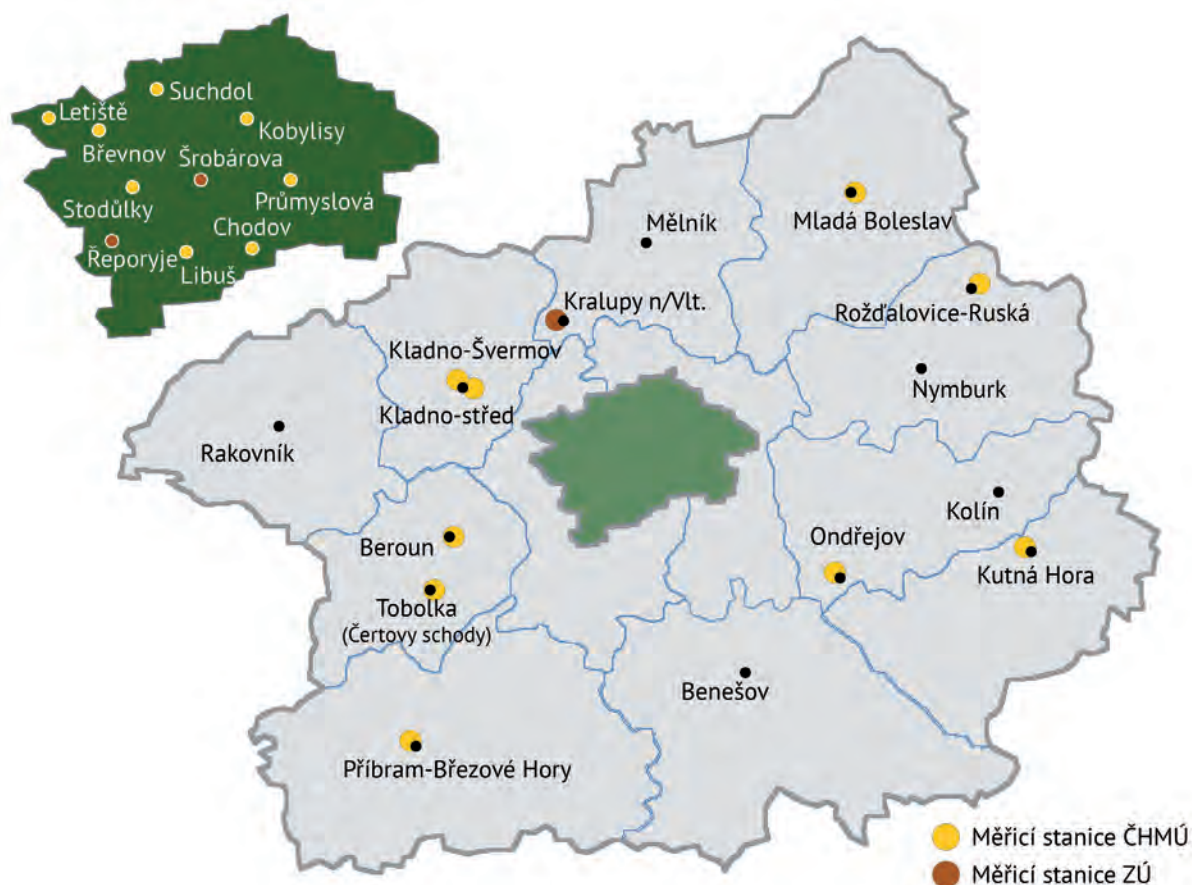 Suchdol
Letiště
Kobylisy
Břevnov
Šrobárova
Stodůlky
Průmyslová
Chodov
Řeporyje
Libuš
Mělník
Mladá Boleslav
Kralupy n/Vlt.
Rožďalovice-Ruská
Kladno-Švermov
Nymburk
Kladno-střed
Rakovník
Kolín
Ondřejov
Beroun
Kutná Hora
Tobolka
(Čertovy schody)
Benešov
Příbram-Březové Hory
Měřicí stanice ČHMÚ
Měřicí stanice ZÚ